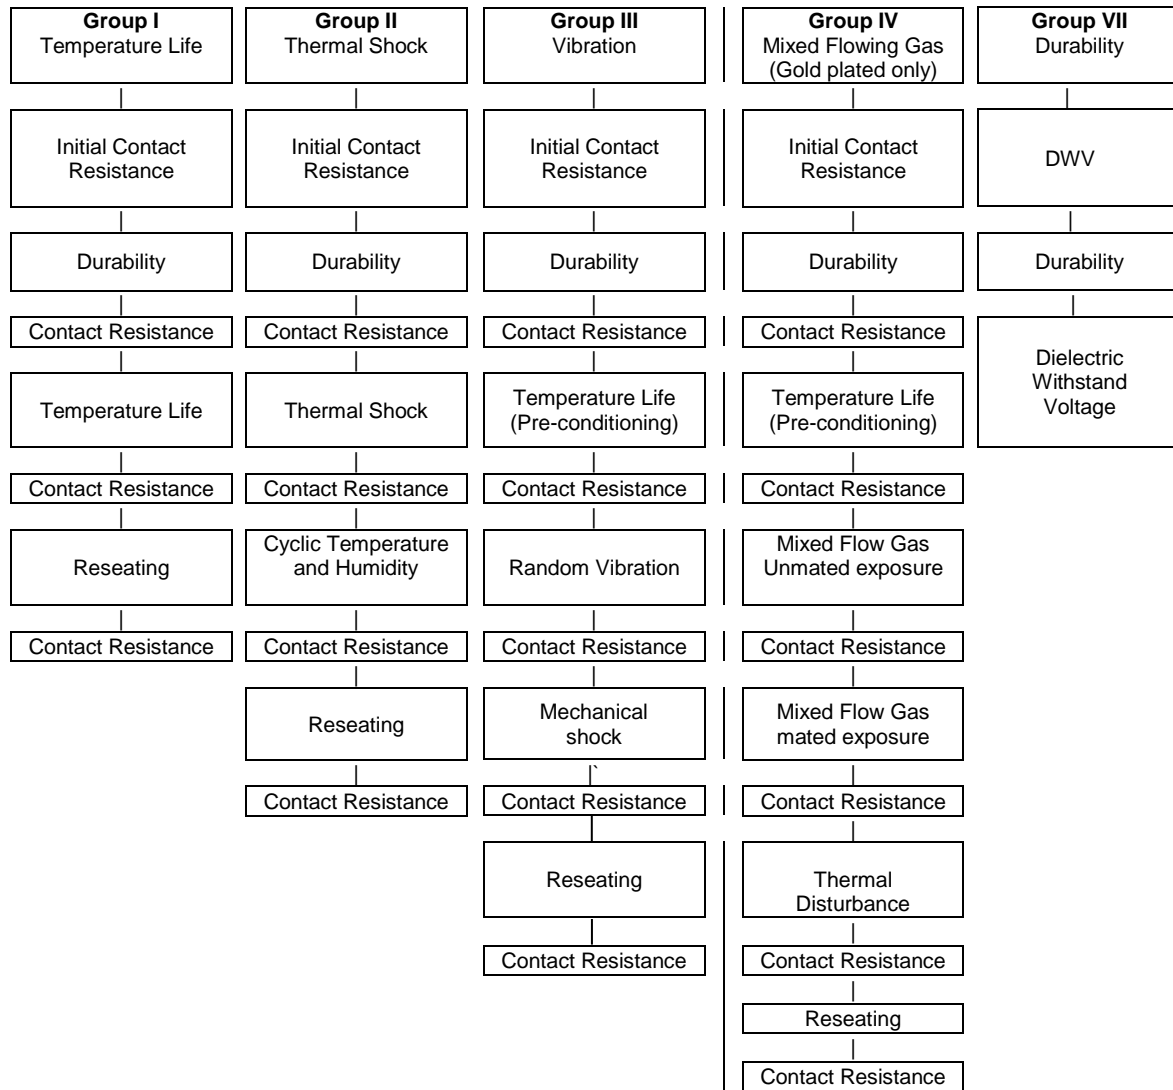 Group I
Temperature Life
Initial Contact
Resistance
Durability
Contact Resistance
Temperature Life
Contact Resistance
Reseating
Contact Resistance
Group II
Thermal Shock
Initial Contact
Resistance
Durability
Contact Resistance
Thermal Shock
Contact Resistance
Cyclic Temperature
and Humidity
Contact Resistance
Reseating
Contact Resistance
Group III
Vibration
Initial Contact
Resistance
Durability
Contact Resistance
Temperature Life
(Pre-conditioning)
Contact Resistance
Random Vibration
Contact Resistance
Mechanical
shock
`
Contact Resistance
Reseating
Contact Resistance
Group IV
Mixed Flowing Gas
(Gold plated only)
Initial Contact
Resistance
Durability
Contact Resistance
Temperature Life
(Pre-conditioning)
Contact Resistance
Mixed Flow Gas
Unmated exposure
Contact Resistance
Mixed Flow Gas
mated exposure
Contact Resistance
Thermal
Disturbance
Contact Resistance
Reseating
Contact Resistance
Group VII
Durability
DWV
Durability
Dielectric
Withstand
Voltage